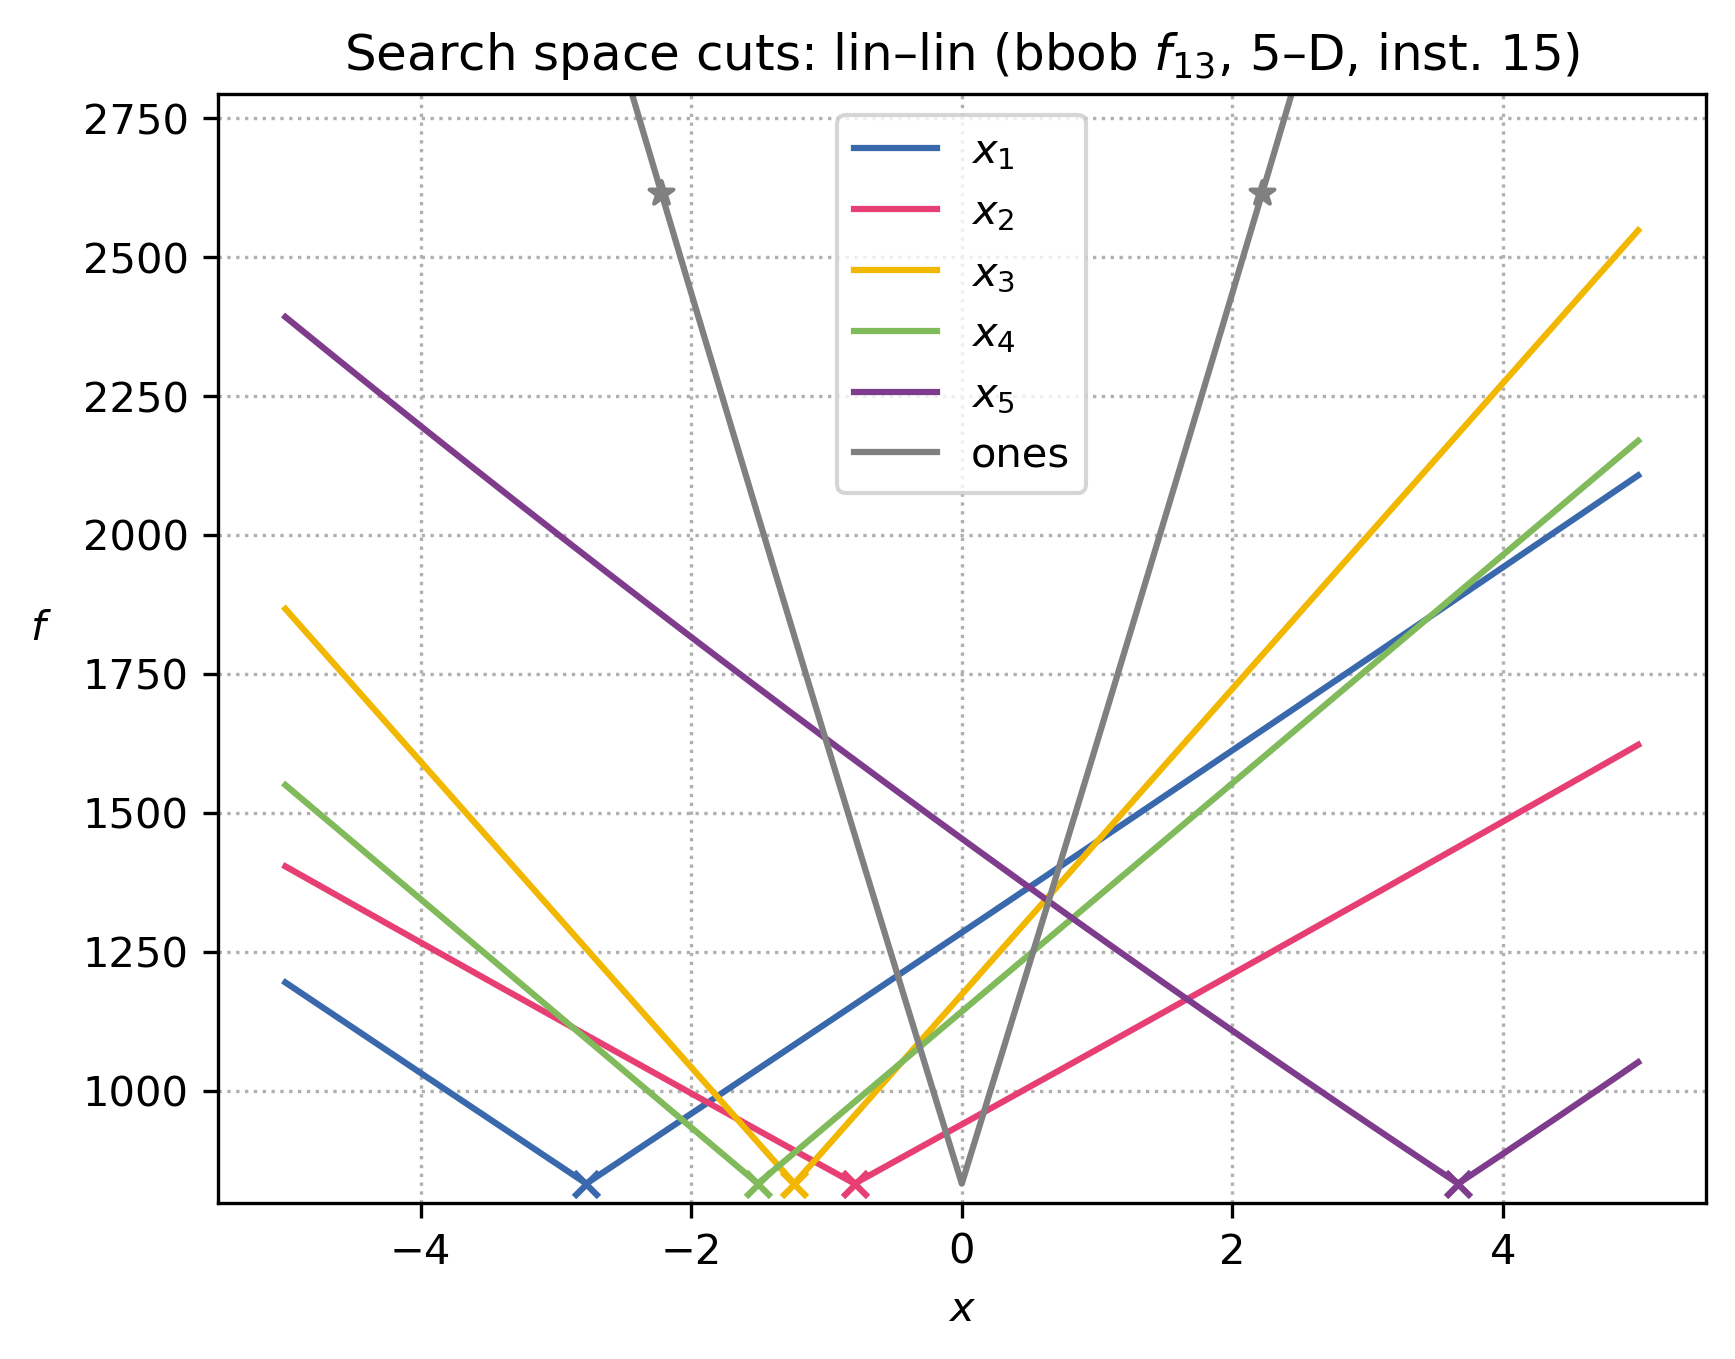 Search space cuts: lin–lin (bbob f₁₃, 5–D, inst. 15)
2750
2500
2250
2000
1750
1500
1250
1000
f
x₁
x₂
x₃
x₄
x₅
ones
−4 −2 0 2 4
x